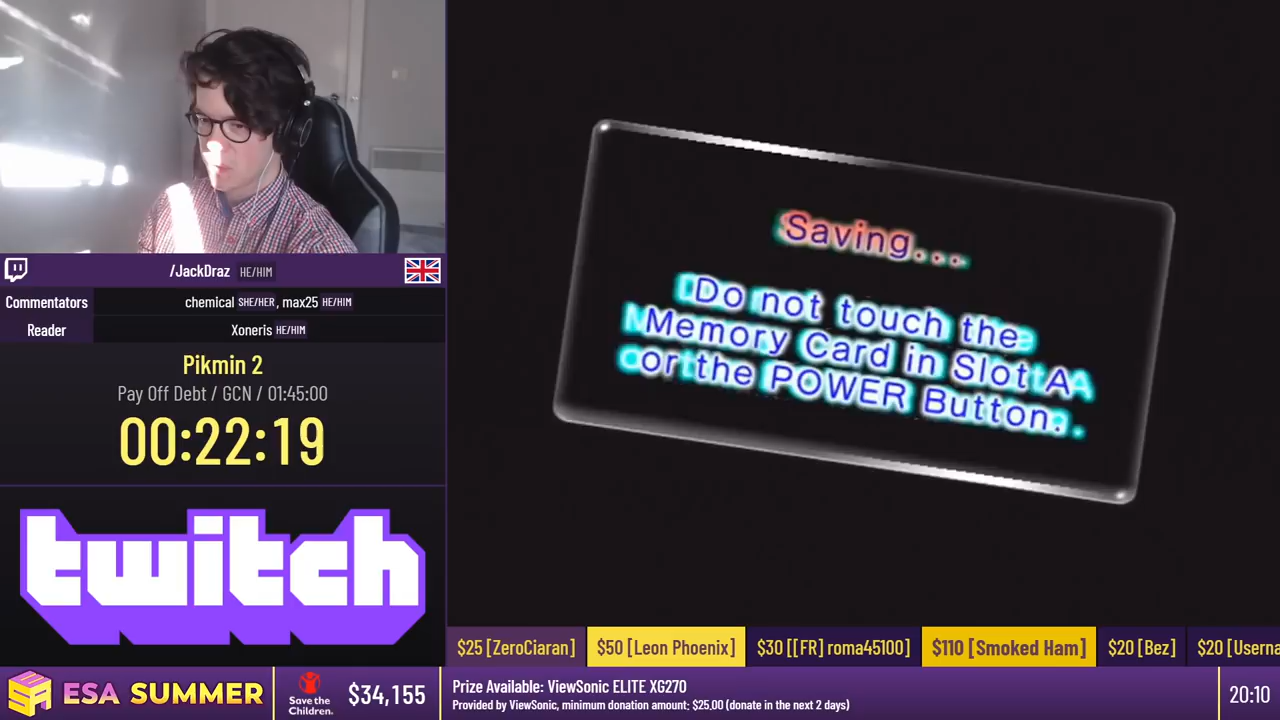 Saving...
Do not touch the
Memory Card in Slot A
or the POWER Button.
/JackDraz HE/HIM
Commentators chemical SHE/HER, max25 HE/HIM
Reader Xoneris HE/HIM
Pikmin 2
Pay Off Debt / GCN / 01:45:00
00:22:19
twitch
$25 [ZeroCiaran] $50 [Leon Phoenix] $30 [[FR] roma45100] $110 [Smoked Ham] $20 [Bez] $20 [Userna
ESA SUMMER
Save the
Children.
$34,155
Prize Available: ViewSonic ELITE XG270
Provided by ViewSonic, minimum donation amount: $25.00 (donate in the next 2 days)
20:10